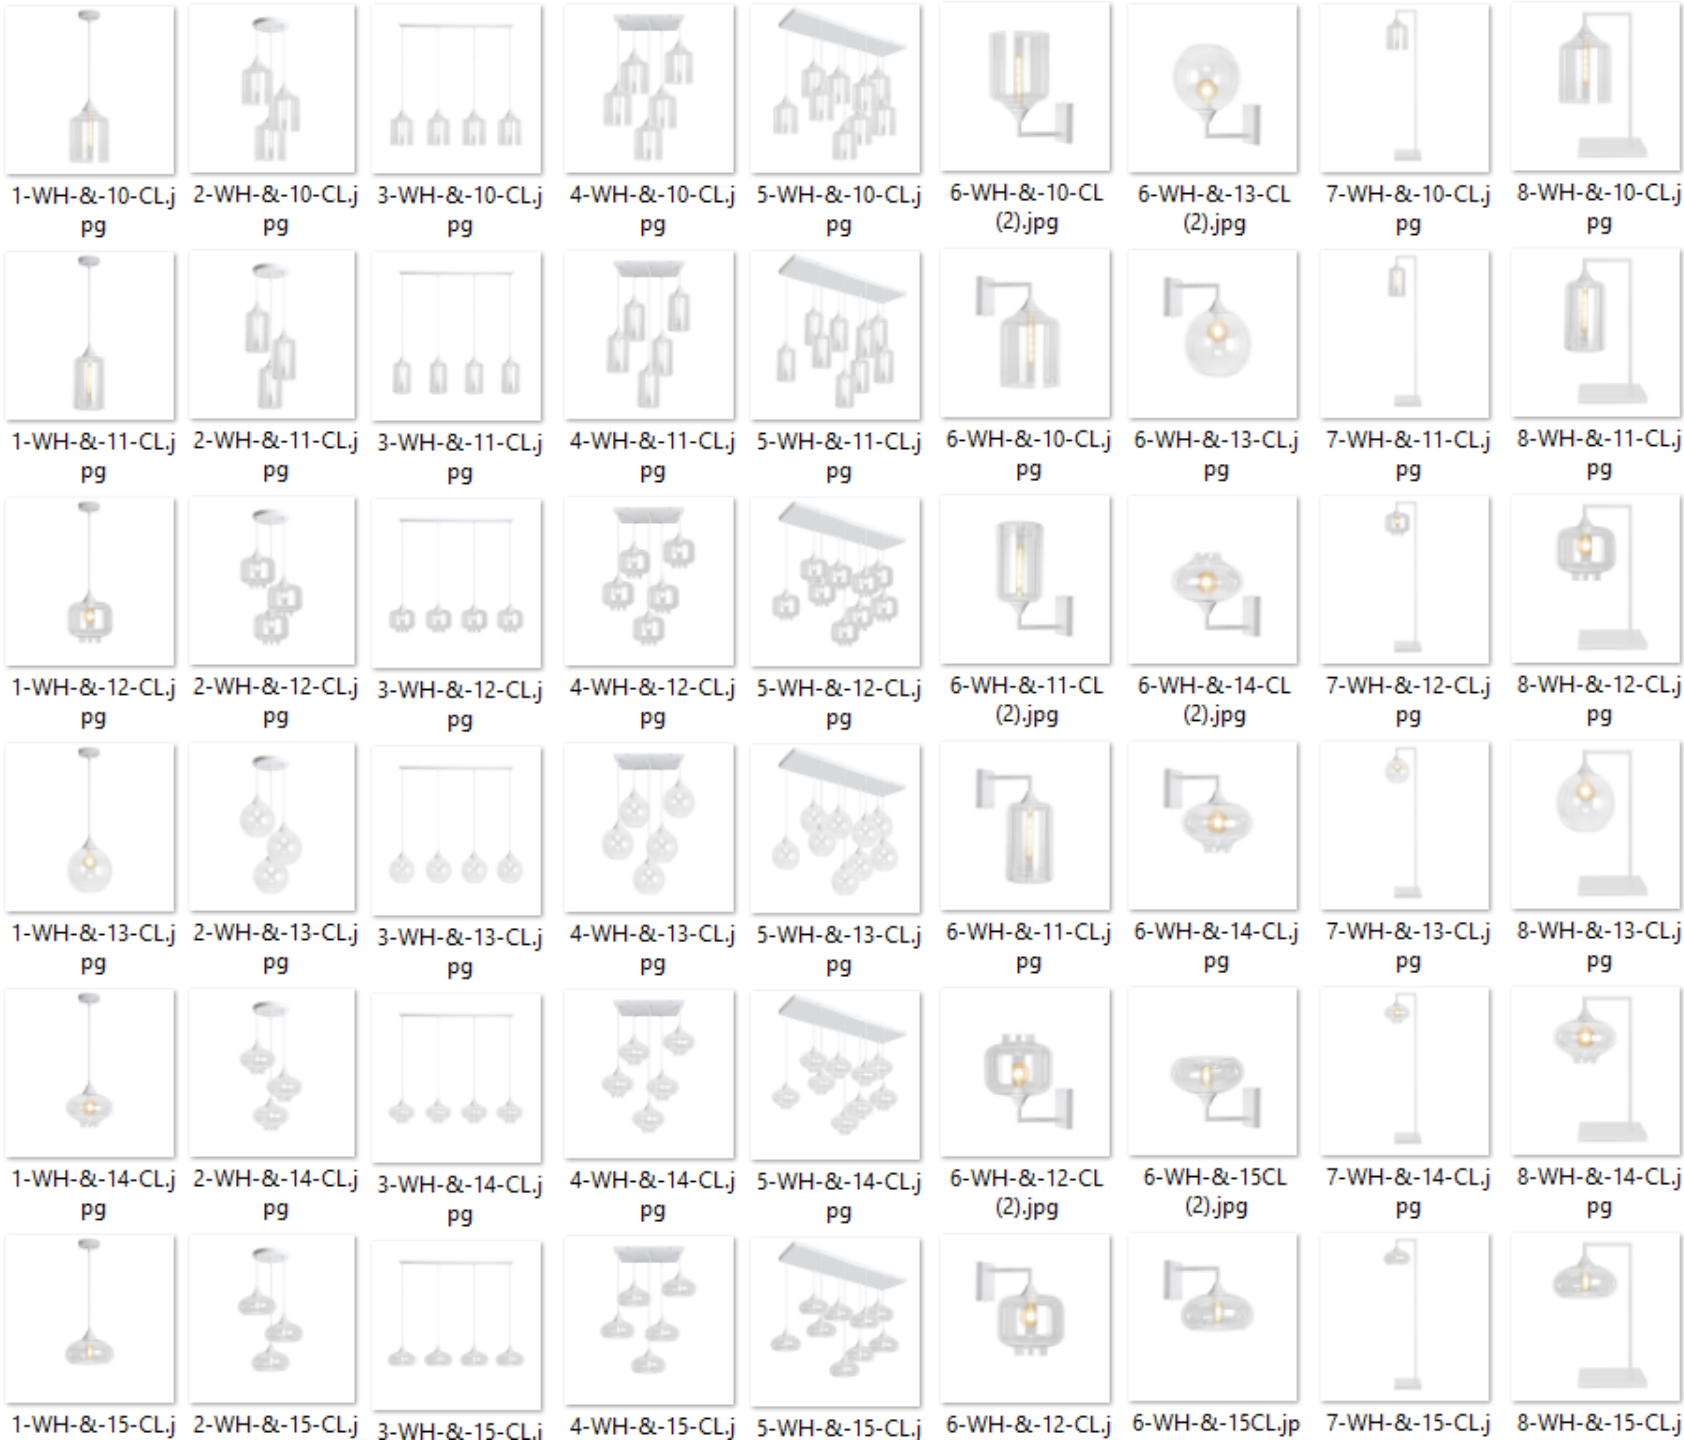 1-WH-&-10-CL.j
pg
2-WH-&-10-CL.j
pg
3-WH-&-10-CL.j
pg
4-WH-&-10-CL.j
pg
5-WH-&-10-CL.j
pg
6-WH-&-10-CL
(2).jpg
6-WH-&-13-CL
(2).jpg
7-WH-&-10-CL.j
pg
8-WH-&-10-CL.j
pg
1-WH-&-11-CL.j
pg
2-WH-&-11-CL.j
pg
3-WH-&-11-CL.j
pg
4-WH-&-11-CL.j
pg
5-WH-&-11-CL.j
pg
6-WH-&-10-CL.j
pg
6-WH-&-13-CL.j
pg
7-WH-&-11-CL.j
pg
8-WH-&-11-CL.j
pg
1-WH-&-12-CL.j
pg
2-WH-&-12-CL.j
pg
3-WH-&-12-CL.j
pg
4-WH-&-12-CL.j
pg
5-WH-&-12-CL.j
pg
6-WH-&-11-CL
(2).jpg
6-WH-&-14-CL
(2).jpg
7-WH-&-12-CL.j
pg
8-WH-&-12-CL.j
pg
1-WH-&-13-CL.j
pg
2-WH-&-13-CL.j
pg
3-WH-&-13-CL.j
pg
4-WH-&-13-CL.j
pg
5-WH-&-13-CL.j
pg
6-WH-&-11-CL.j
pg
6-WH-&-14-CL.j
pg
7-WH-&-13-CL.j
pg
8-WH-&-13-CL.j
pg
1-WH-&-14-CL.j
pg
2-WH-&-14-CL.j
pg
3-WH-&-14-CL.j
pg
4-WH-&-14-CL.j
pg
5-WH-&-14-CL.j
pg
6-WH-&-12-CL
(2).jpg
6-WH-&-15CL
(2).jpg
7-WH-&-14-CL.j
pg
8-WH-&-14-CL.j
pg
1-WH-&-15-CL.j
2-WH-&-15-CL.j
3-WH-&-15-CL.j
4-WH-&-15-CL.j
5-WH-&-15-CL.j
6-WH-&-12-CL.j
6-WH-&-15CL.jp
7-WH-&-15-CL.j
8-WH-&-15-CL.j